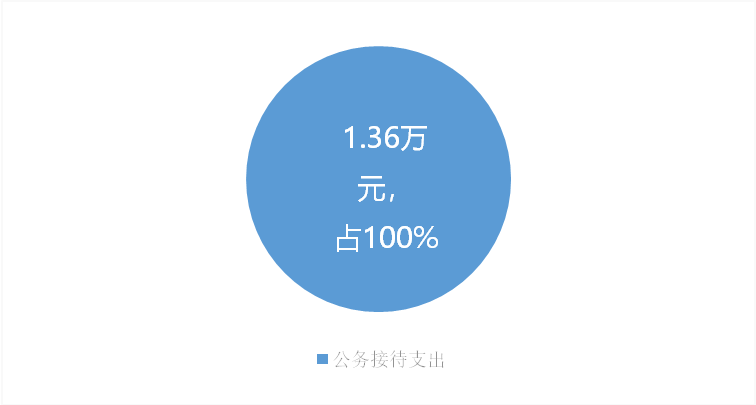 1.36万
元，
占100%
公务接待支出